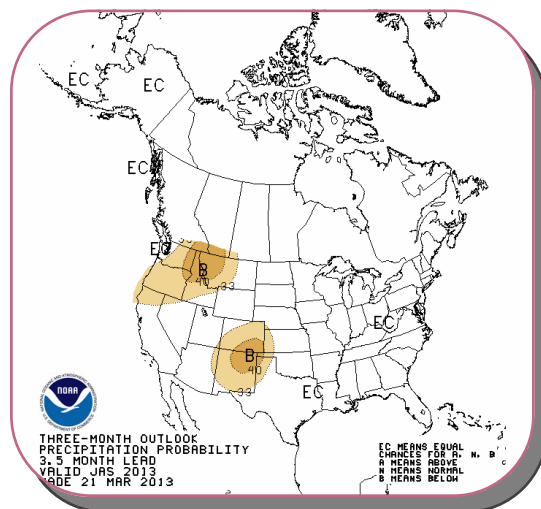 EC
EC
EC
EC
B
40
33
B
40
33
EC
EC
NOAA
THREE-MONTH OUTLOOK
PRECIPITATION PROBABILITY
3.5 MONTH LEAD
VALID JAS 2013
MADE 21 MAR 2013
EC MEANS EQUAL
CHANCES FOR A, N, B
A MEANS ABOVE
N MEANS NORMAL
B MEANS BELOW